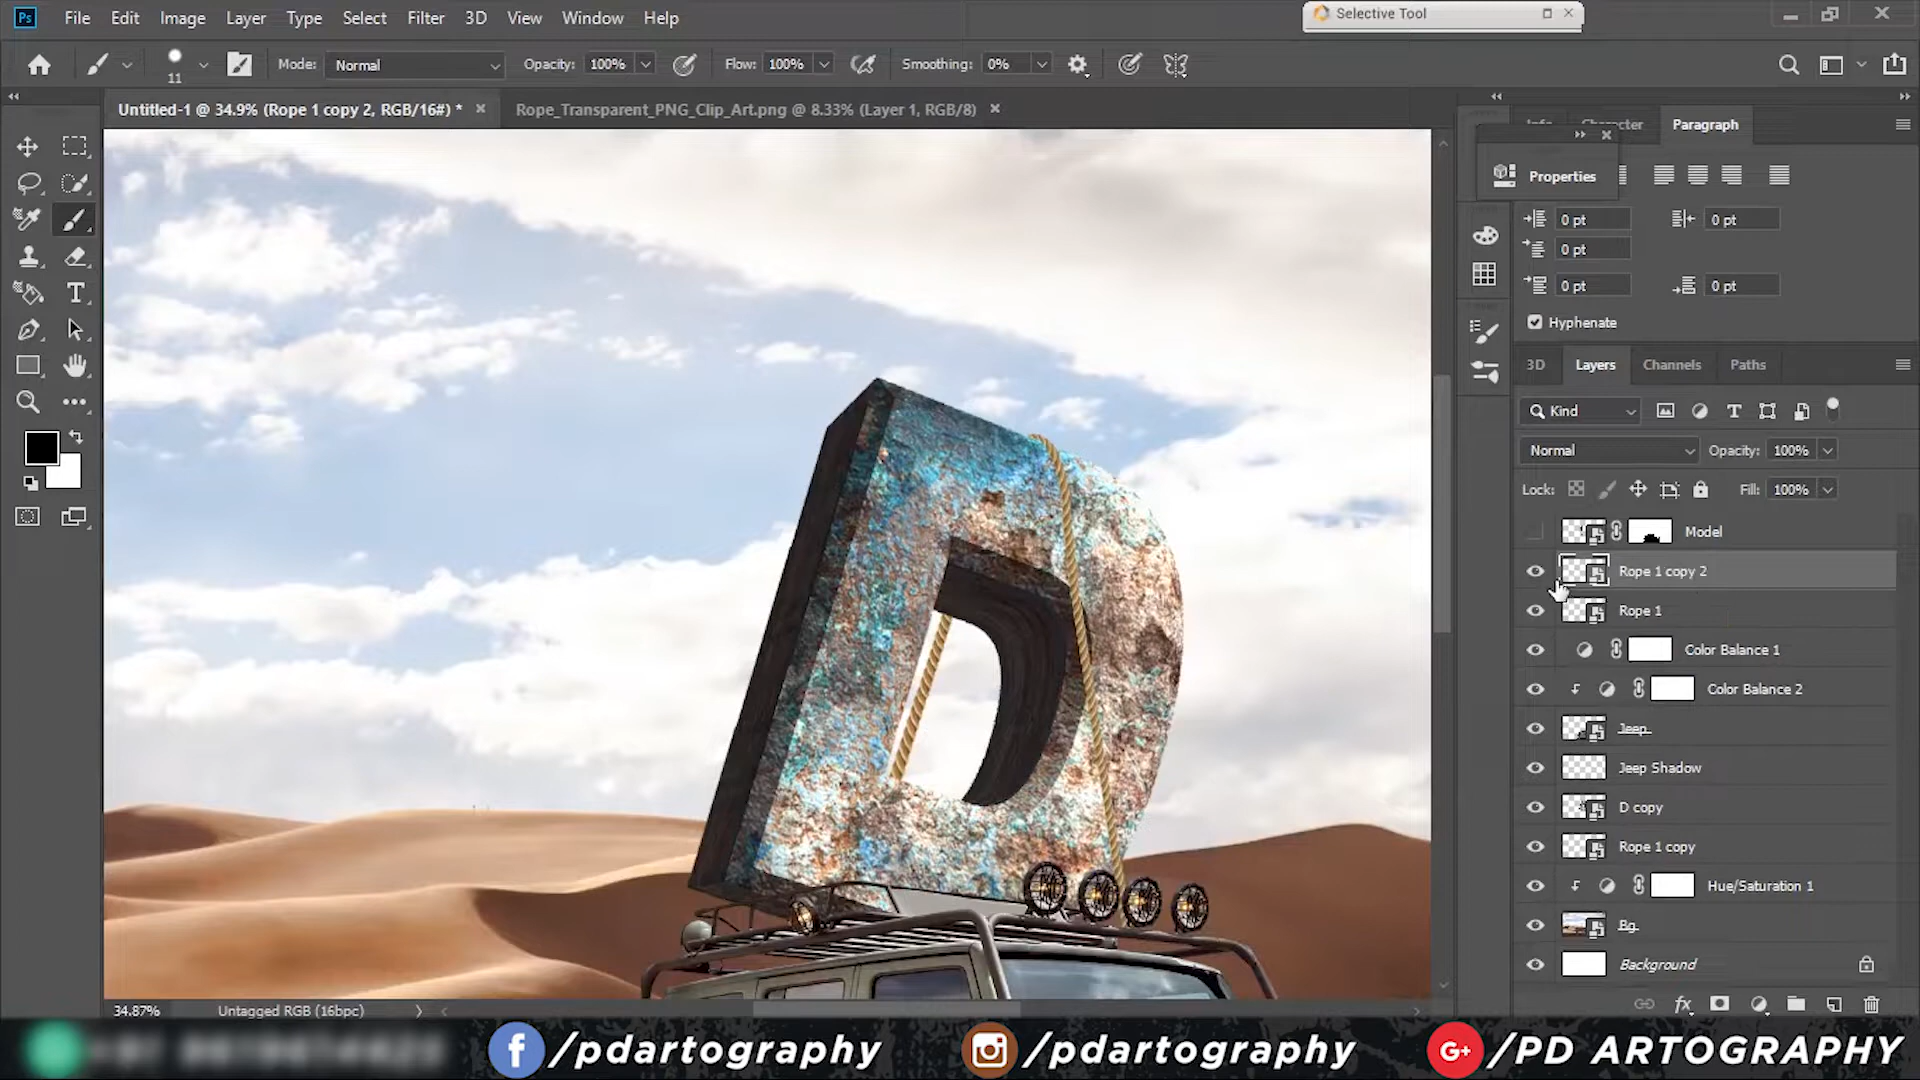 Ps File Edit Image Layer Type Select Filter 3D View Window Help
Selective Tool
11 Mode: Normal Opacity: 100% Flow: 100% Smoothing: 0%
Untitled-1 @ 34.9% (Rope 1 copy 2, RGB/16#) * Rope_Transparent_PNG_Clip_Art.png @ 8.33% (Layer 1, RGB/8)
Info Character Paragraph
Properties
0 pt 0 pt
0 pt
0 pt 0 pt
Hyphenate
3D Layers Channels Paths
Kind
Normal Opacity: 100%
Lock: Fill: 100%
Model
Rope 1 copy 2
Rope 1
Color Balance 1
Color Balance 2
Jeep
Jeep Shadow
D copy
Rope 1 copy
Hue/Saturation 1
Bg
Background
fx
D
34.87% Untagged RGB (16bpc)
f /pdartography /pdartography G+ /PD ARTOGRAPHY